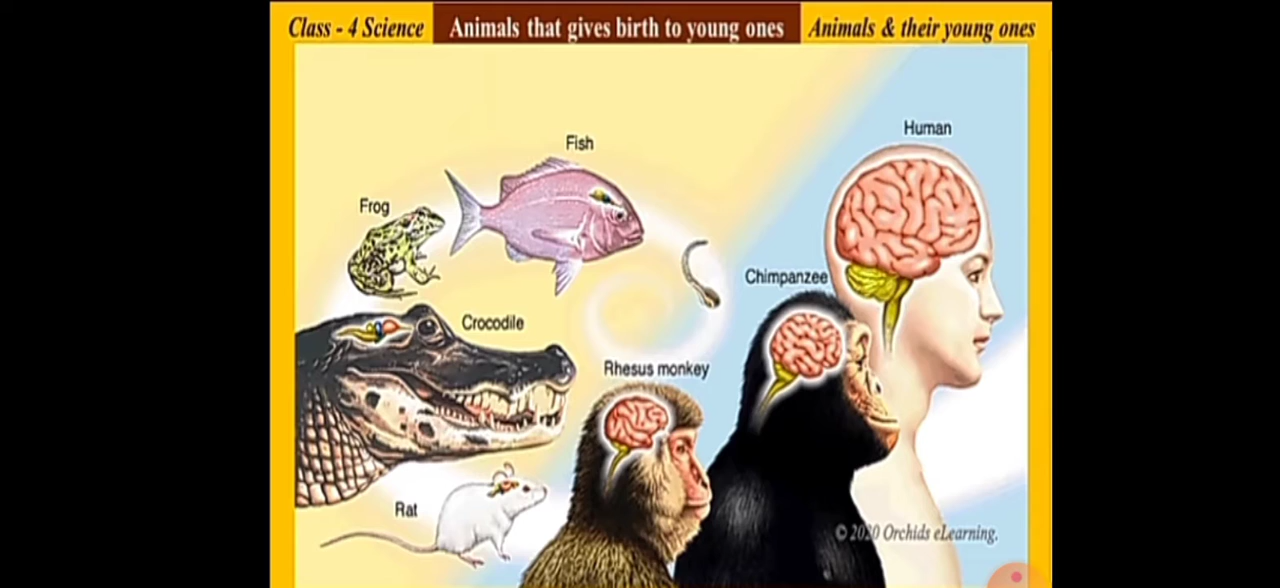 Class - 4 Science
Animals that gives birth to young ones
Animals & their young ones
Human
Fish
Frog
Chimpanzee
Crocodile
Rhesus monkey
Rat
© 2020 Orchids eLearning.